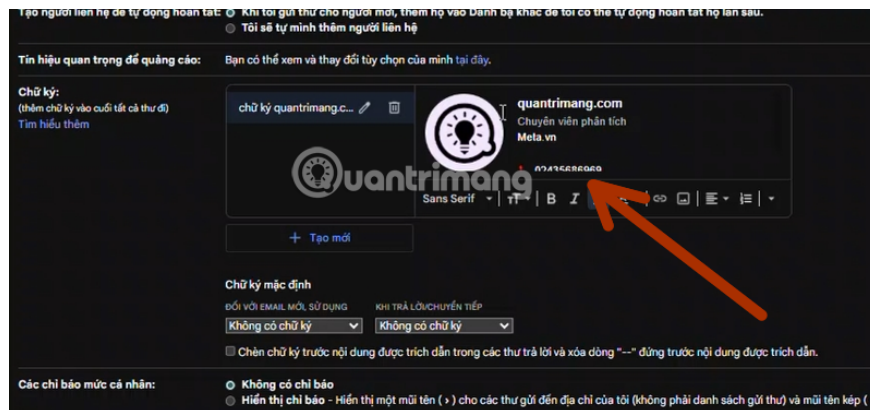 Tạo người liên hệ để tự động hoàn tất: Khi tôi gửi thư cho người mới, thêm họ vào Danh bạ khác để tôi có thể tự động hoàn tất họ lần sau.
Tôi sẽ tự mình thêm người liên hệ
Tín hiệu quan trọng để quảng cáo: Bạn có thể xem và thay đổi tùy chọn của mình tại đây.
Chữ ký:
(thêm chữ ký vào cuối tất cả thư đi)
Tìm hiểu thêm
chữ ký quantrimang.c...
quantrimang.com
Chuyên viên phân tích
Meta.vn
02435686969
Quantrimang
Sans Serif
B I
+ Tạo mới
Chữ ký mặc định
ĐỐI VỚI EMAIL MỚI, SỬ DỤNG KHI TRẢ LỜI/CHUYỂN TIẾP
Không có chữ ký Không có chữ ký
Chèn chữ ký trước nội dung được trích dẫn trong các thư trả lời và xóa dòng "--" đứng trước nội dung được trích dẫn.
Các chỉ báo mức cá nhân: Không có chỉ báo
Hiển thị chỉ báo - Hiển thị một mũi tên ( › ) cho các thư gửi đến địa chỉ của tôi (không phải danh sách gửi thư) và mũi tên kép (